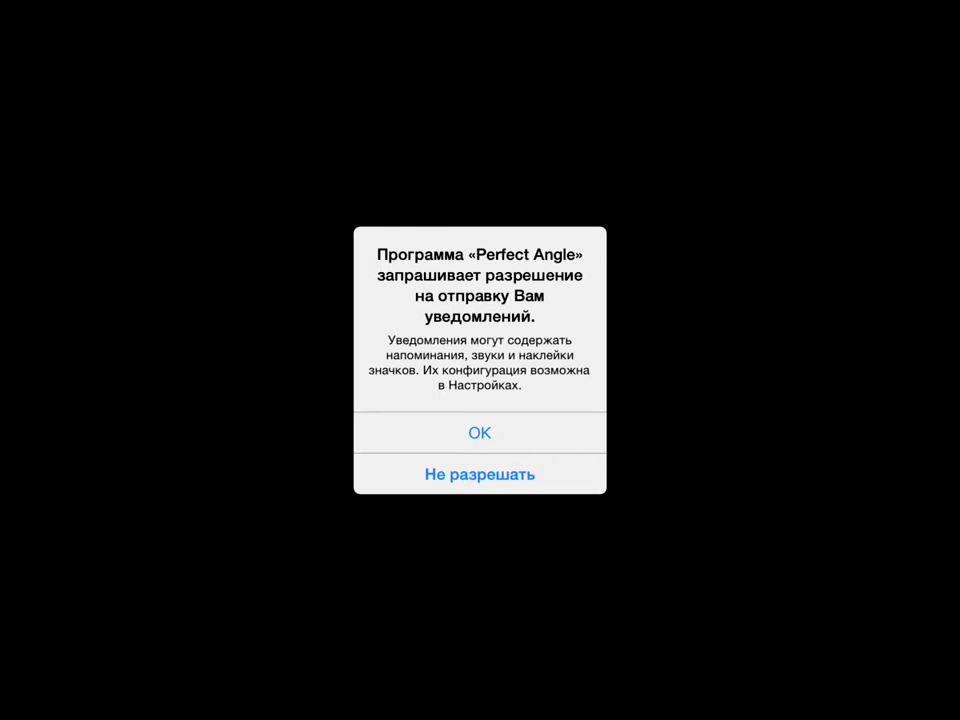 Программа «Perfect Angle»
запрашивает разрешение
на отправку Вам
уведомлений.
Уведомления могут содержать
напоминания, звуки и наклейки
значков. Их конфигурация возможна
в Настройках.
OK
Не разрешать